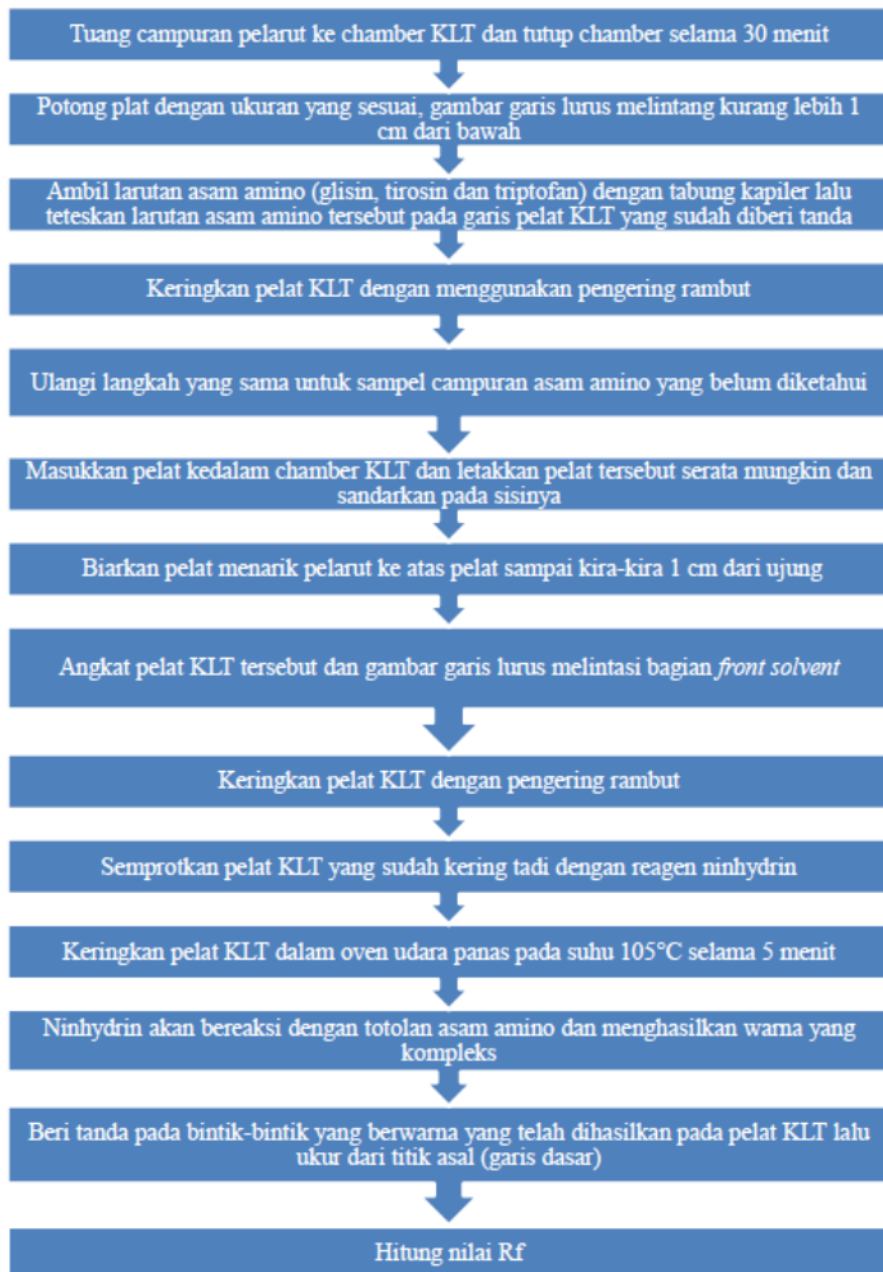 Tuang campuran pelarut ke chamber KLT dan tutup chamber selama 30 menit
Potong plat dengan ukuran yang sesuai, gambar garis lurus melintang kurang lebih 1
cm dari bawah
Ambil larutan asam amino (glisin, tirosin dan triptofan) dengan tabung kapiler lalu
teteskan larutan asam amino tersebut pada garis pelat KLT yang sudah diberi tanda
Keringkan pelat KLT dengan menggunakan pengering rambut
Ulangi langkah yang sama untuk sampel campuran asam amino yang belum diketahui
Masukkan pelat kedalam chamber KLT dan letakkan pelat tersebut serata mungkin dan
sandarkan pada sisinya
Biarkan pelat menarik pelarut ke atas pelat sampai kira-kira 1 cm dari ujung
Angkat pelat KLT tersebut dan gambar garis lurus melintasi bagian front solvent
Keringkan pelat KLT dengan pengering rambut
Semprotkan pelat KLT yang sudah kering tadi dengan reagen ninhydrin
Keringkan pelat KLT dalam oven udara panas pada suhu 105°C selama 5 menit
Ninhydrin akan bereaksi dengan totolan asam amino dan menghasilkan warna yang
kompleks
Beri tanda pada bintik-bintik yang berwarna yang telah dihasilkan pada pelat KLT lalu
ukur dari titik asal (garis dasar)
Hitung nilai Rf